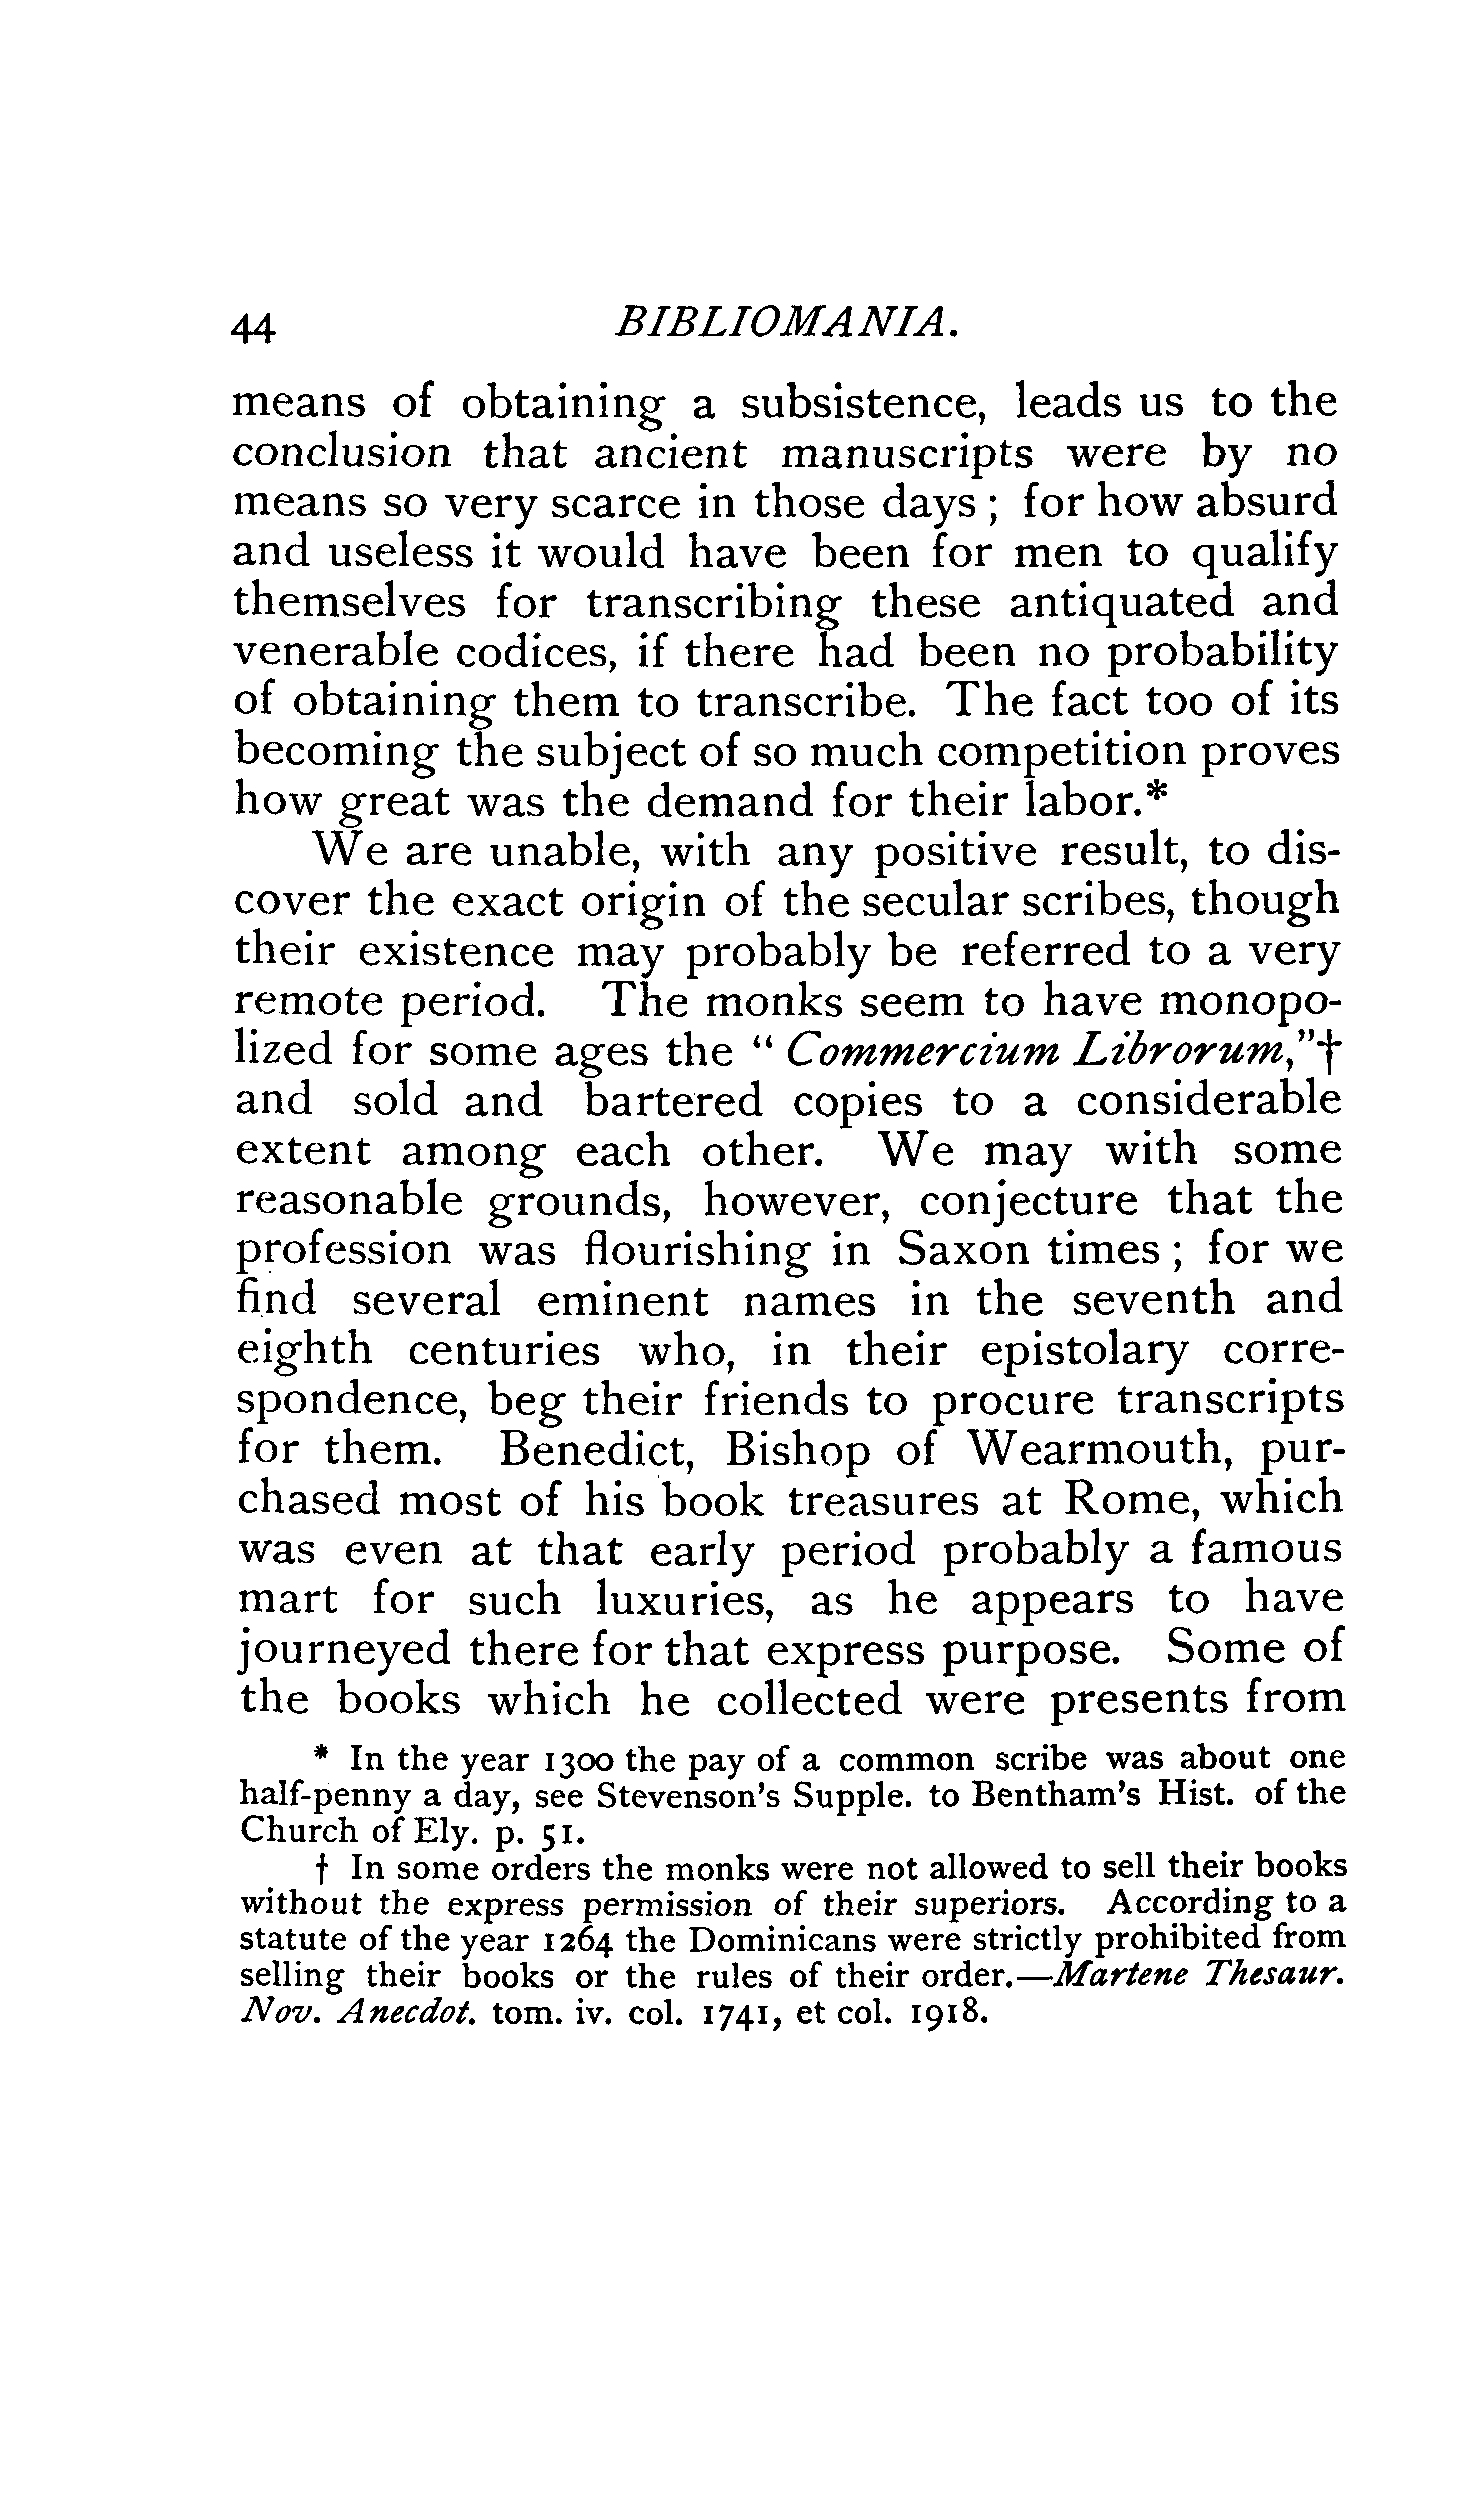 44 BIBLIOMANIA.
means of obtaining a subsistence, leads us to the
conclusion that ancient manuscripts were by no
means so very scarce in those days ; for how absurd
and useless it would have been for men to qualify
themselves for transcribing these antiquated and
venerable codices, if there had been no probability
of obtaining them to transcribe. The fact too of its
becoming the subject of so much competition proves
how great was the demand for their labor.*
We are unable, with any positive result, to dis-
cover the exact origin of the secular scribes, though
their existence may probably be referred to a very
remote period. The monks seem to have monopo-
lized for some ages the " Commercium Librorum,"†
and sold and bartered copies to a considerable
extent among each other. We may with some
reasonable grounds, however, conjecture that the
profession was flourishing in Saxon times ; for we
find several eminent names in the seventh and
eighth centuries who, in their epistolary corre-
spondence, beg their friends to procure transcripts
for them. Benedict, Bishop of Wearmouth, pur-
chased most of his book treasures at Rome, which
was even at that early period probably a famous
mart for such luxuries, as he appears to have
journeyed there for that express purpose. Some of
the books which he collected were presents from
* In the year 1300 the pay of a common scribe was about one
half-penny a day, see Stevenson's Supple. to Bentham's Hist. of the
Church of Ely. p. 51.
† In some orders the monks were not allowed to sell their books
without the express permission of their superiors. According to a
statute of the year 1264 the Dominicans were strictly prohibited from
selling their books or the rules of their order.—Martene Thesaur.
Nov. Anecdot. tom. iv. col. 1741, et col. 1918.